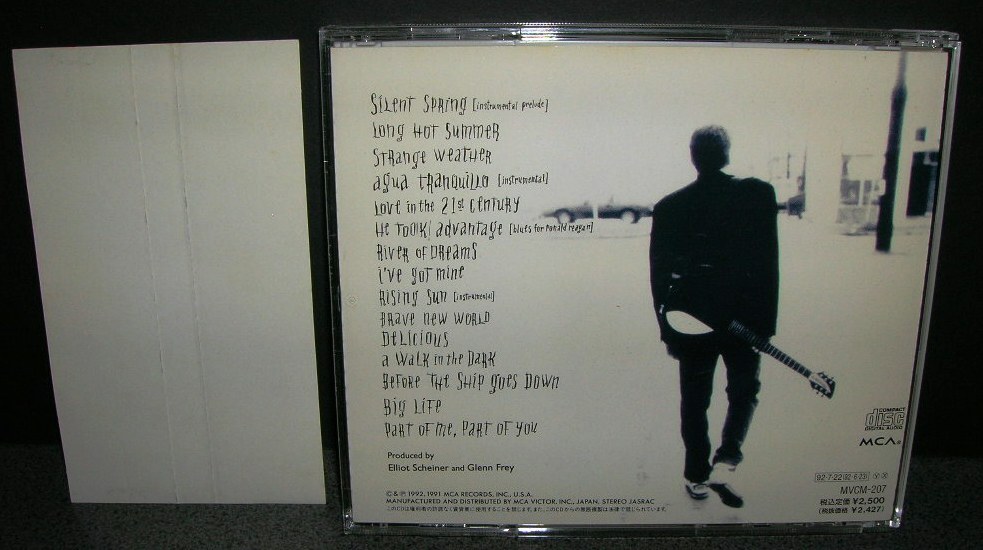 Silent Spring [instrumental prelude]
Long Hot Summer
Strange Weather
agua tranquillo [instrumental]
Love in the 21st Century
He Took advantage [blues for ronald reagan]
River of Dreams
i've got mine
Rising Sun [instrumental]
Brave new World
Delicious
a Walk in the Dark
Before The Ship goes Down
Big Life
Part of me, Part of you
Produced by
Elliot Scheiner and Glenn Frey
© & ℗ 1992, 1991 MCA RECORDS, INC., U.S.A.
MANUFACTURED AND DISTRIBUTED BY MCA VICTOR, INC., JAPAN. STEREO JASRAC
COMPACT
disc
DIGITAL AUDIO
MCA®
92-7-22
MVCM-207
税込定価 ¥2,500
(税抜価格 ¥2,427)